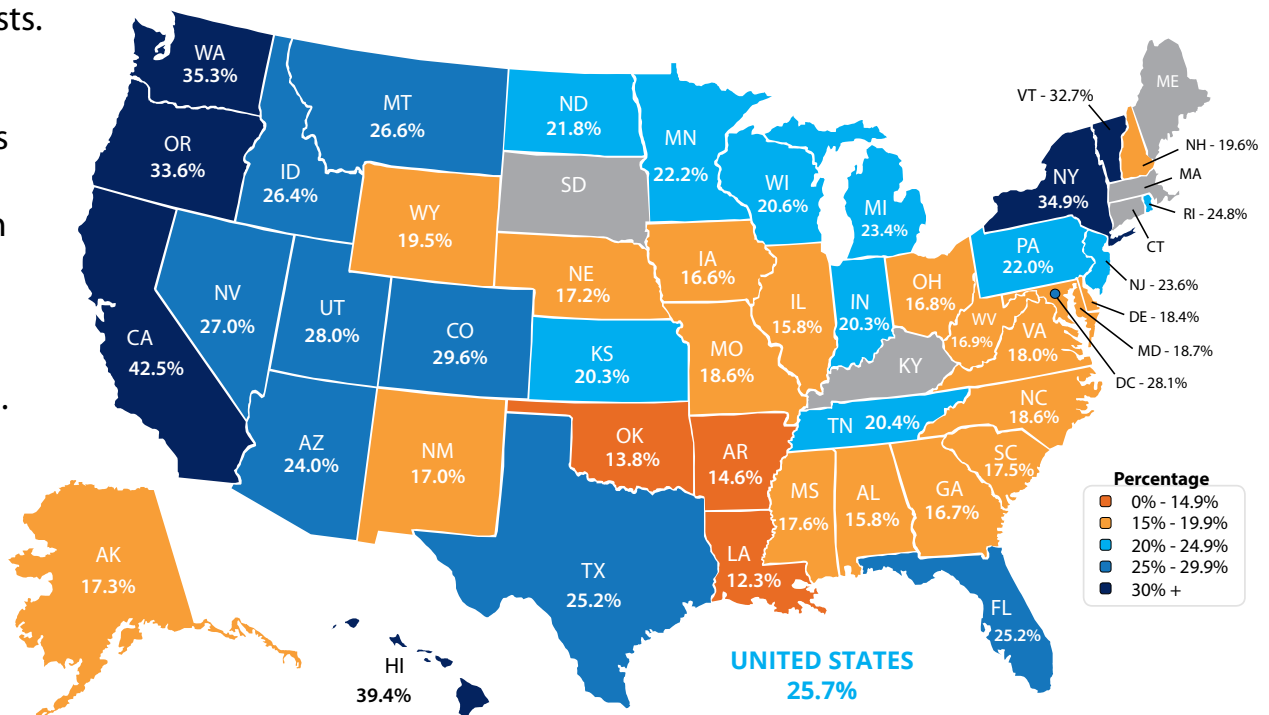 sts.
s
n
.
WA
35.3%
OR
33.6%
CA
42.5%
ID
26.4%
NV
27.0%
MT
26.6%
WY
19.5%
UT
28.0%
CO
29.6%
AZ
24.0%
NM
17.0%
ND
21.8%
SD
NE
17.2%
KS
20.3%
OK
13.8%
TX
25.2%
MN
22.2%
IA
16.6%
MO
18.6%
AR
14.6%
LA
12.3%
WI
20.6%
IL
15.8%
MI
23.4%
IN
20.3%
OH
16.8%
KY
TN 20.4%
MS
17.6%
AL
15.8%
GA
16.7%
FL
25.2%
SC
17.5%
NC
18.6%
VA
18.0%
WV
16.9%
PA
22.0%
NY
34.9%
VT - 32.7%
ME
NH - 19.6%
MA
RI - 24.8%
CT
NJ - 23.6%
DE - 18.4%
MD - 18.7%
DC - 28.1%
AK
17.3%
HI
39.4%
UNITED STATES
25.7%
Percentage
0% - 14.9%
15% - 19.9%
20% - 24.9%
25% - 29.9%
30% +